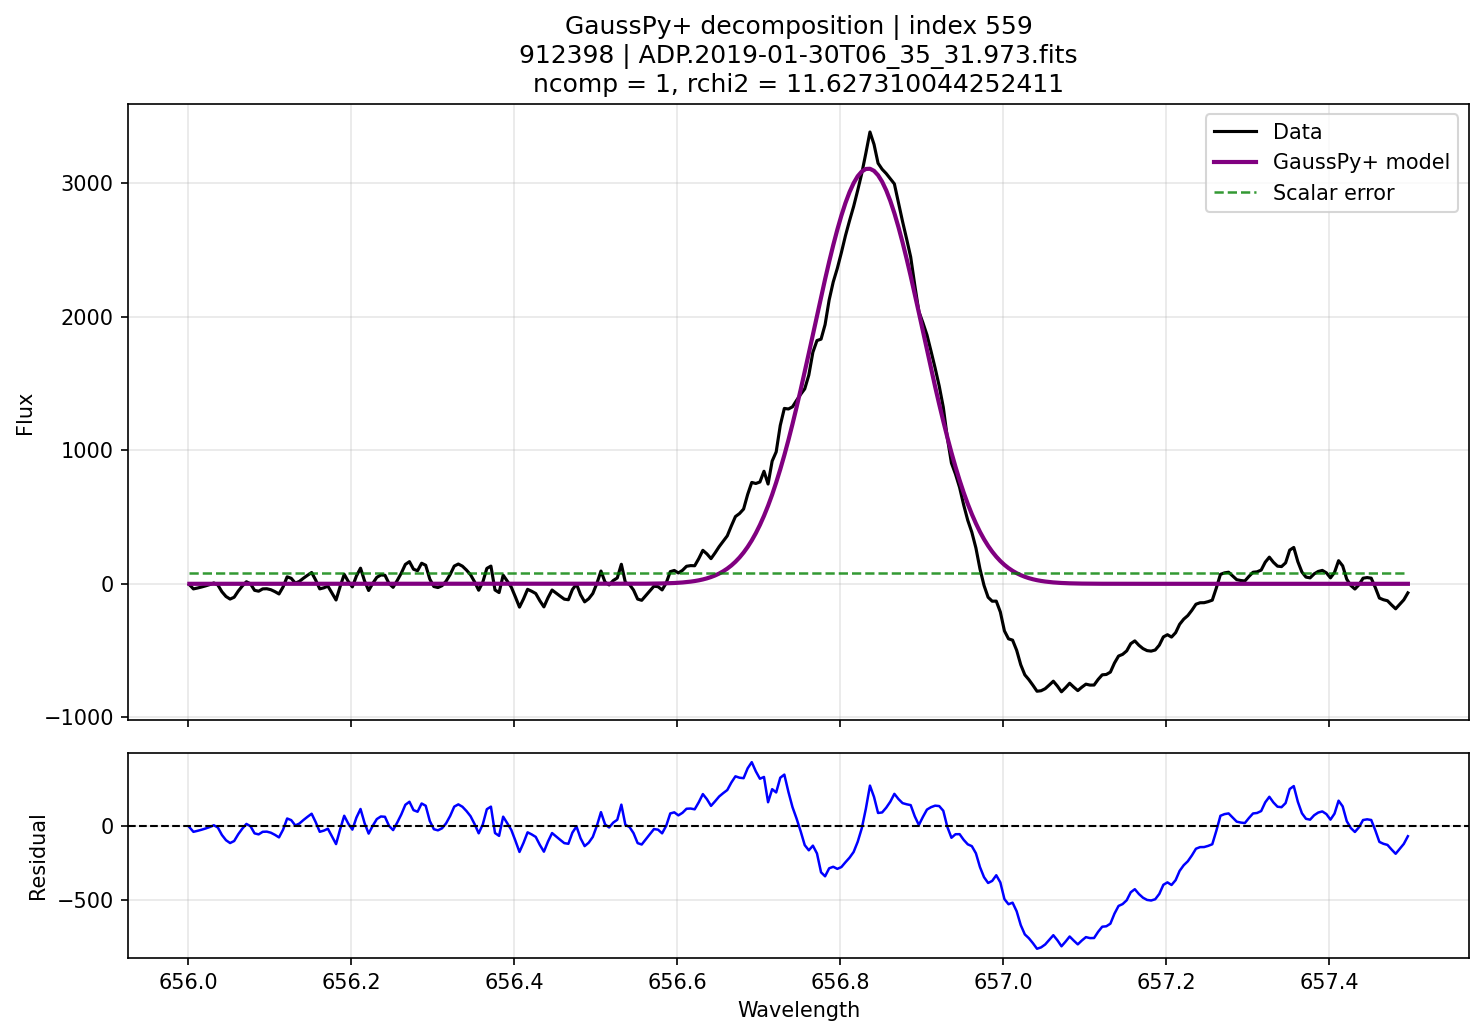 GaussPy+ decomposition | index 559
912398 | ADP.2019-01-30T06_35_31.973.fits
ncomp = 1, rchi2 = 11.627310044252411
Data
GaussPy+ model
Scalar error
3000
2000
1000
0
−1000
Flux
0
−500
Residual
656.0 656.2 656.4 656.6 656.8 657.0 657.2 657.4
Wavelength